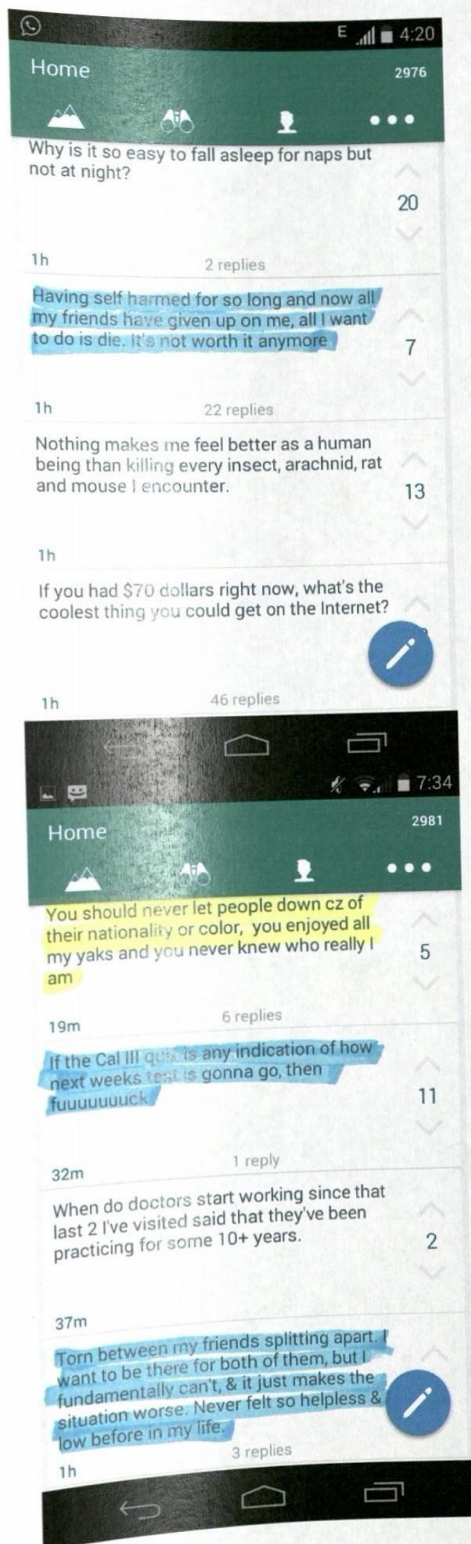 E 4:20
Home 2976
Why is it so easy to fall asleep for naps but
not at night?
20
1h 2 replies
Having self harmed for so long and now all
my friends have given up on me, all I want
to do is die. It's not worth it anymore
7
1h 22 replies
Nothing makes me feel better as a human
being than killing every insect, arachnid, rat
and mouse I encounter.
13
1h
If you had $70 dollars right now, what's the
coolest thing you could get on the Internet?
1h 46 replies
7:34
Home 2981
You should never let people down cz of
their nationality or color, you enjoyed all
my yaks and you never knew who really I
am
5
19m 6 replies
If the Cal III quiz is any indication of how
next weeks test is gonna go, then
fuuuuuuuck
11
32m 1 reply
When do doctors start working since that
last 2 I've visited said that they've been
practicing for some 10+ years.
2
37m
Torn between my friends splitting apart. I
want to be there for both of them, but I
fundamentally can't, & it just makes the
situation worse. Never felt so helpless &
low before in my life.
1h 3 replies